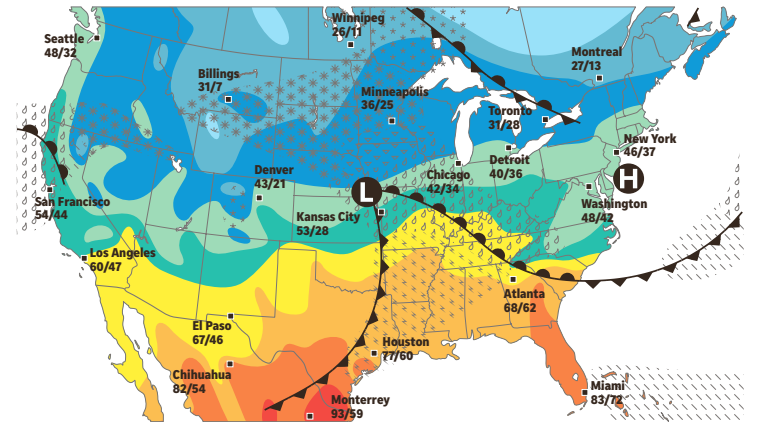 Winnipeg
26/11
Seattle
48/32
Montreal
27/13
Billings
31/7
Minneapolis
36/25
Toronto
31/28
New York
46/37
Detroit
40/36
Denver
43/21
Chicago
42/34
L
H
San Francisco
54/44
Kansas City
53/28
Washington
48/42
Los Angeles
60/47
Atlanta
68/62
El Paso
67/46
Houston
77/60
Chihuahua
82/54
Miami
83/72
Monterrey
93/59